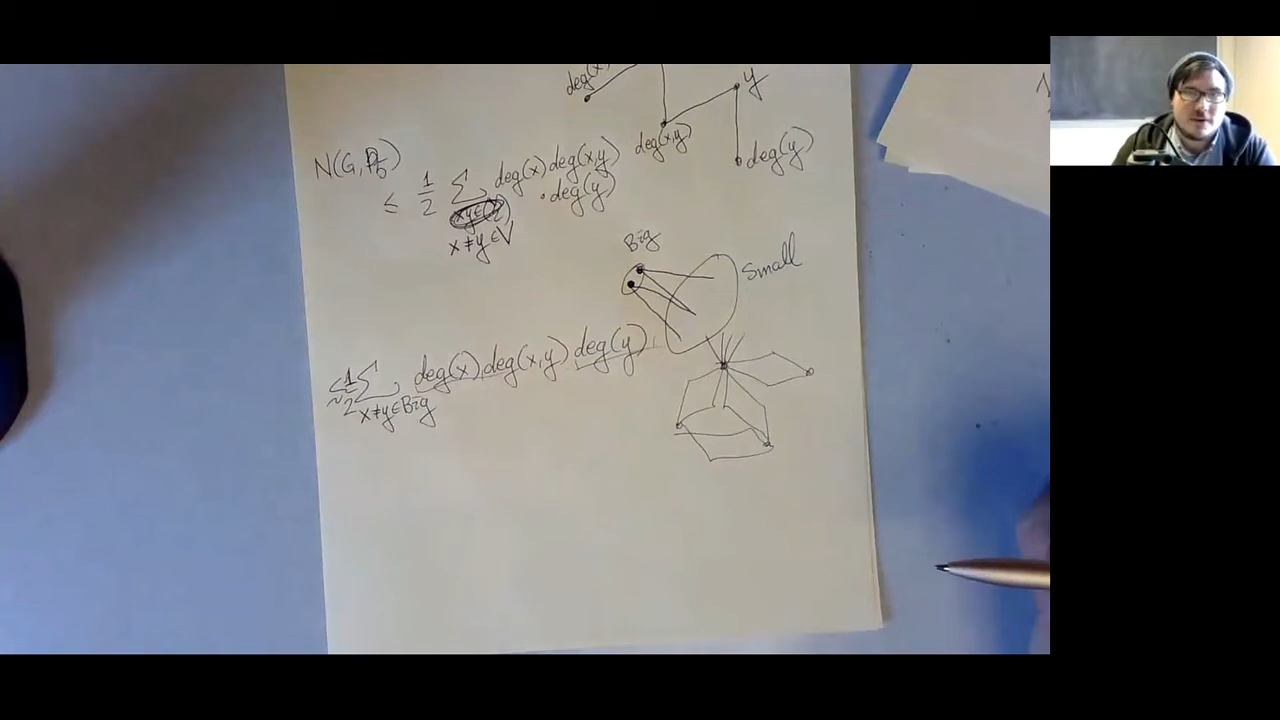 deg(x)
y
deg(x,y)
deg(y)
N(G,P₅)
≤ 1/2 Σ deg(x) deg(x,y)
· deg(y)
x≠y∈V
Big
Small
≲ 1/2 Σ deg(x) deg(x,y) deg(y)
x≠y∈Big